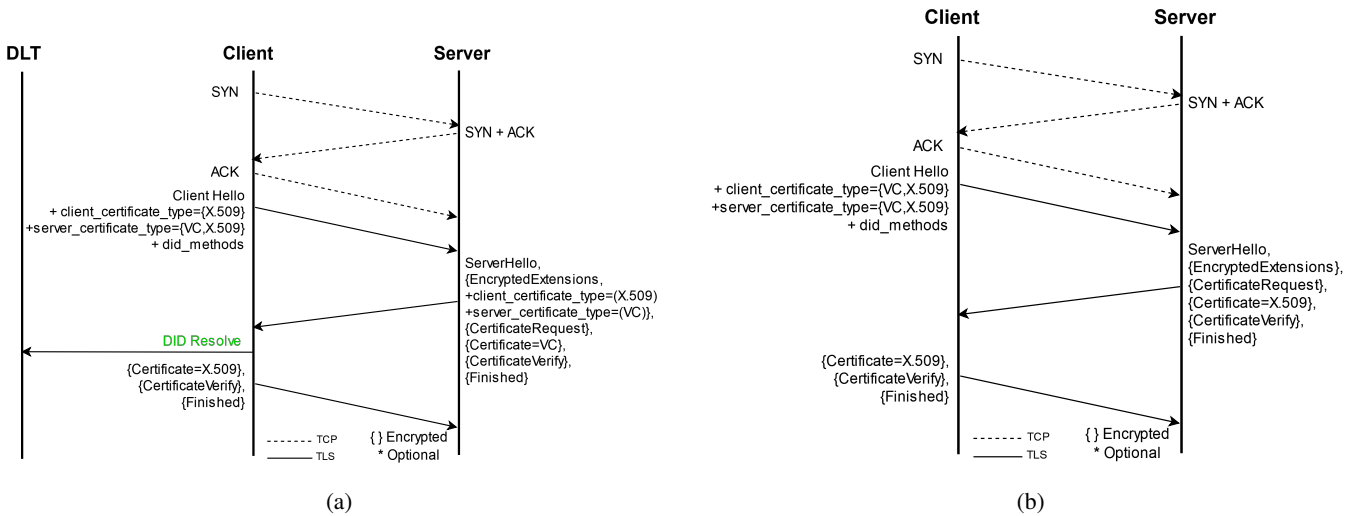 DLT
Client
Server
SYN
SYN + ACK
ACK
Client Hello
+ client_certificate_type={X.509}
+server_certificate_type={VC,X.509}
+ did_methods
ServerHello,
{EncryptedExtensions,
+client_certificate_type=(X.509)
+server_certificate_type=(VC)},
{CertificateRequest},
{Certificate=VC},
{CertificateVerify},
{Finished}
DID Resolve
{Certificate=X.509},
{CertificateVerify},
{Finished}
TCP
TLS
{ } Encrypted
* Optional
(a)
Client
Server
SYN
SYN + ACK
ACK
Client Hello
+ client_certificate_type={VC,X.509}
+server_certificate_type={VC,X.509}
+ did_methods
ServerHello,
{EncryptedExtensions},
{CertificateRequest},
{Certificate=X.509},
{CertificateVerify},
{Finished}
{Certificate=X.509},
{CertificateVerify},
{Finished}
TCP
TLS
{ } Encrypted
* Optional
(b)